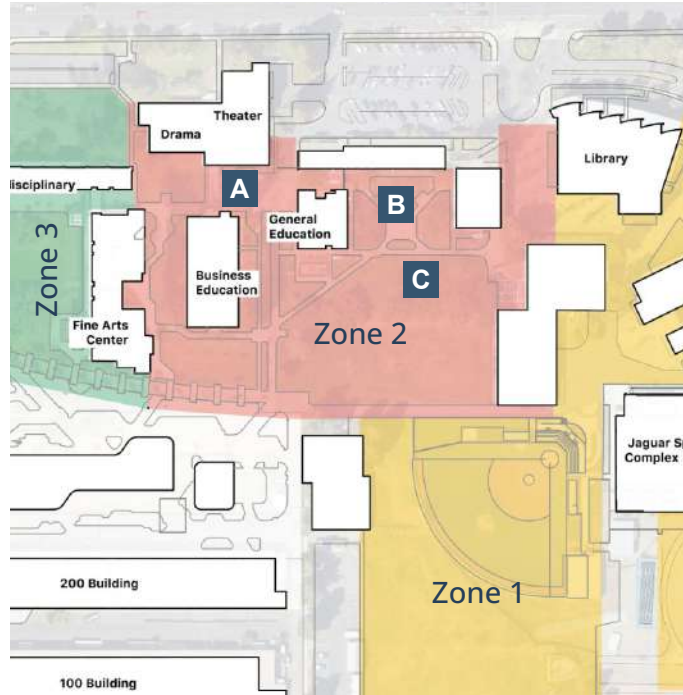 Theater
Drama
Library
disciplinary
A
B
General
Education
Zone 3
C
Business
Education
Fine Arts
Center
Zone 2
Jaguar Sp
Complex
Zone 1
200 Building
100 Building